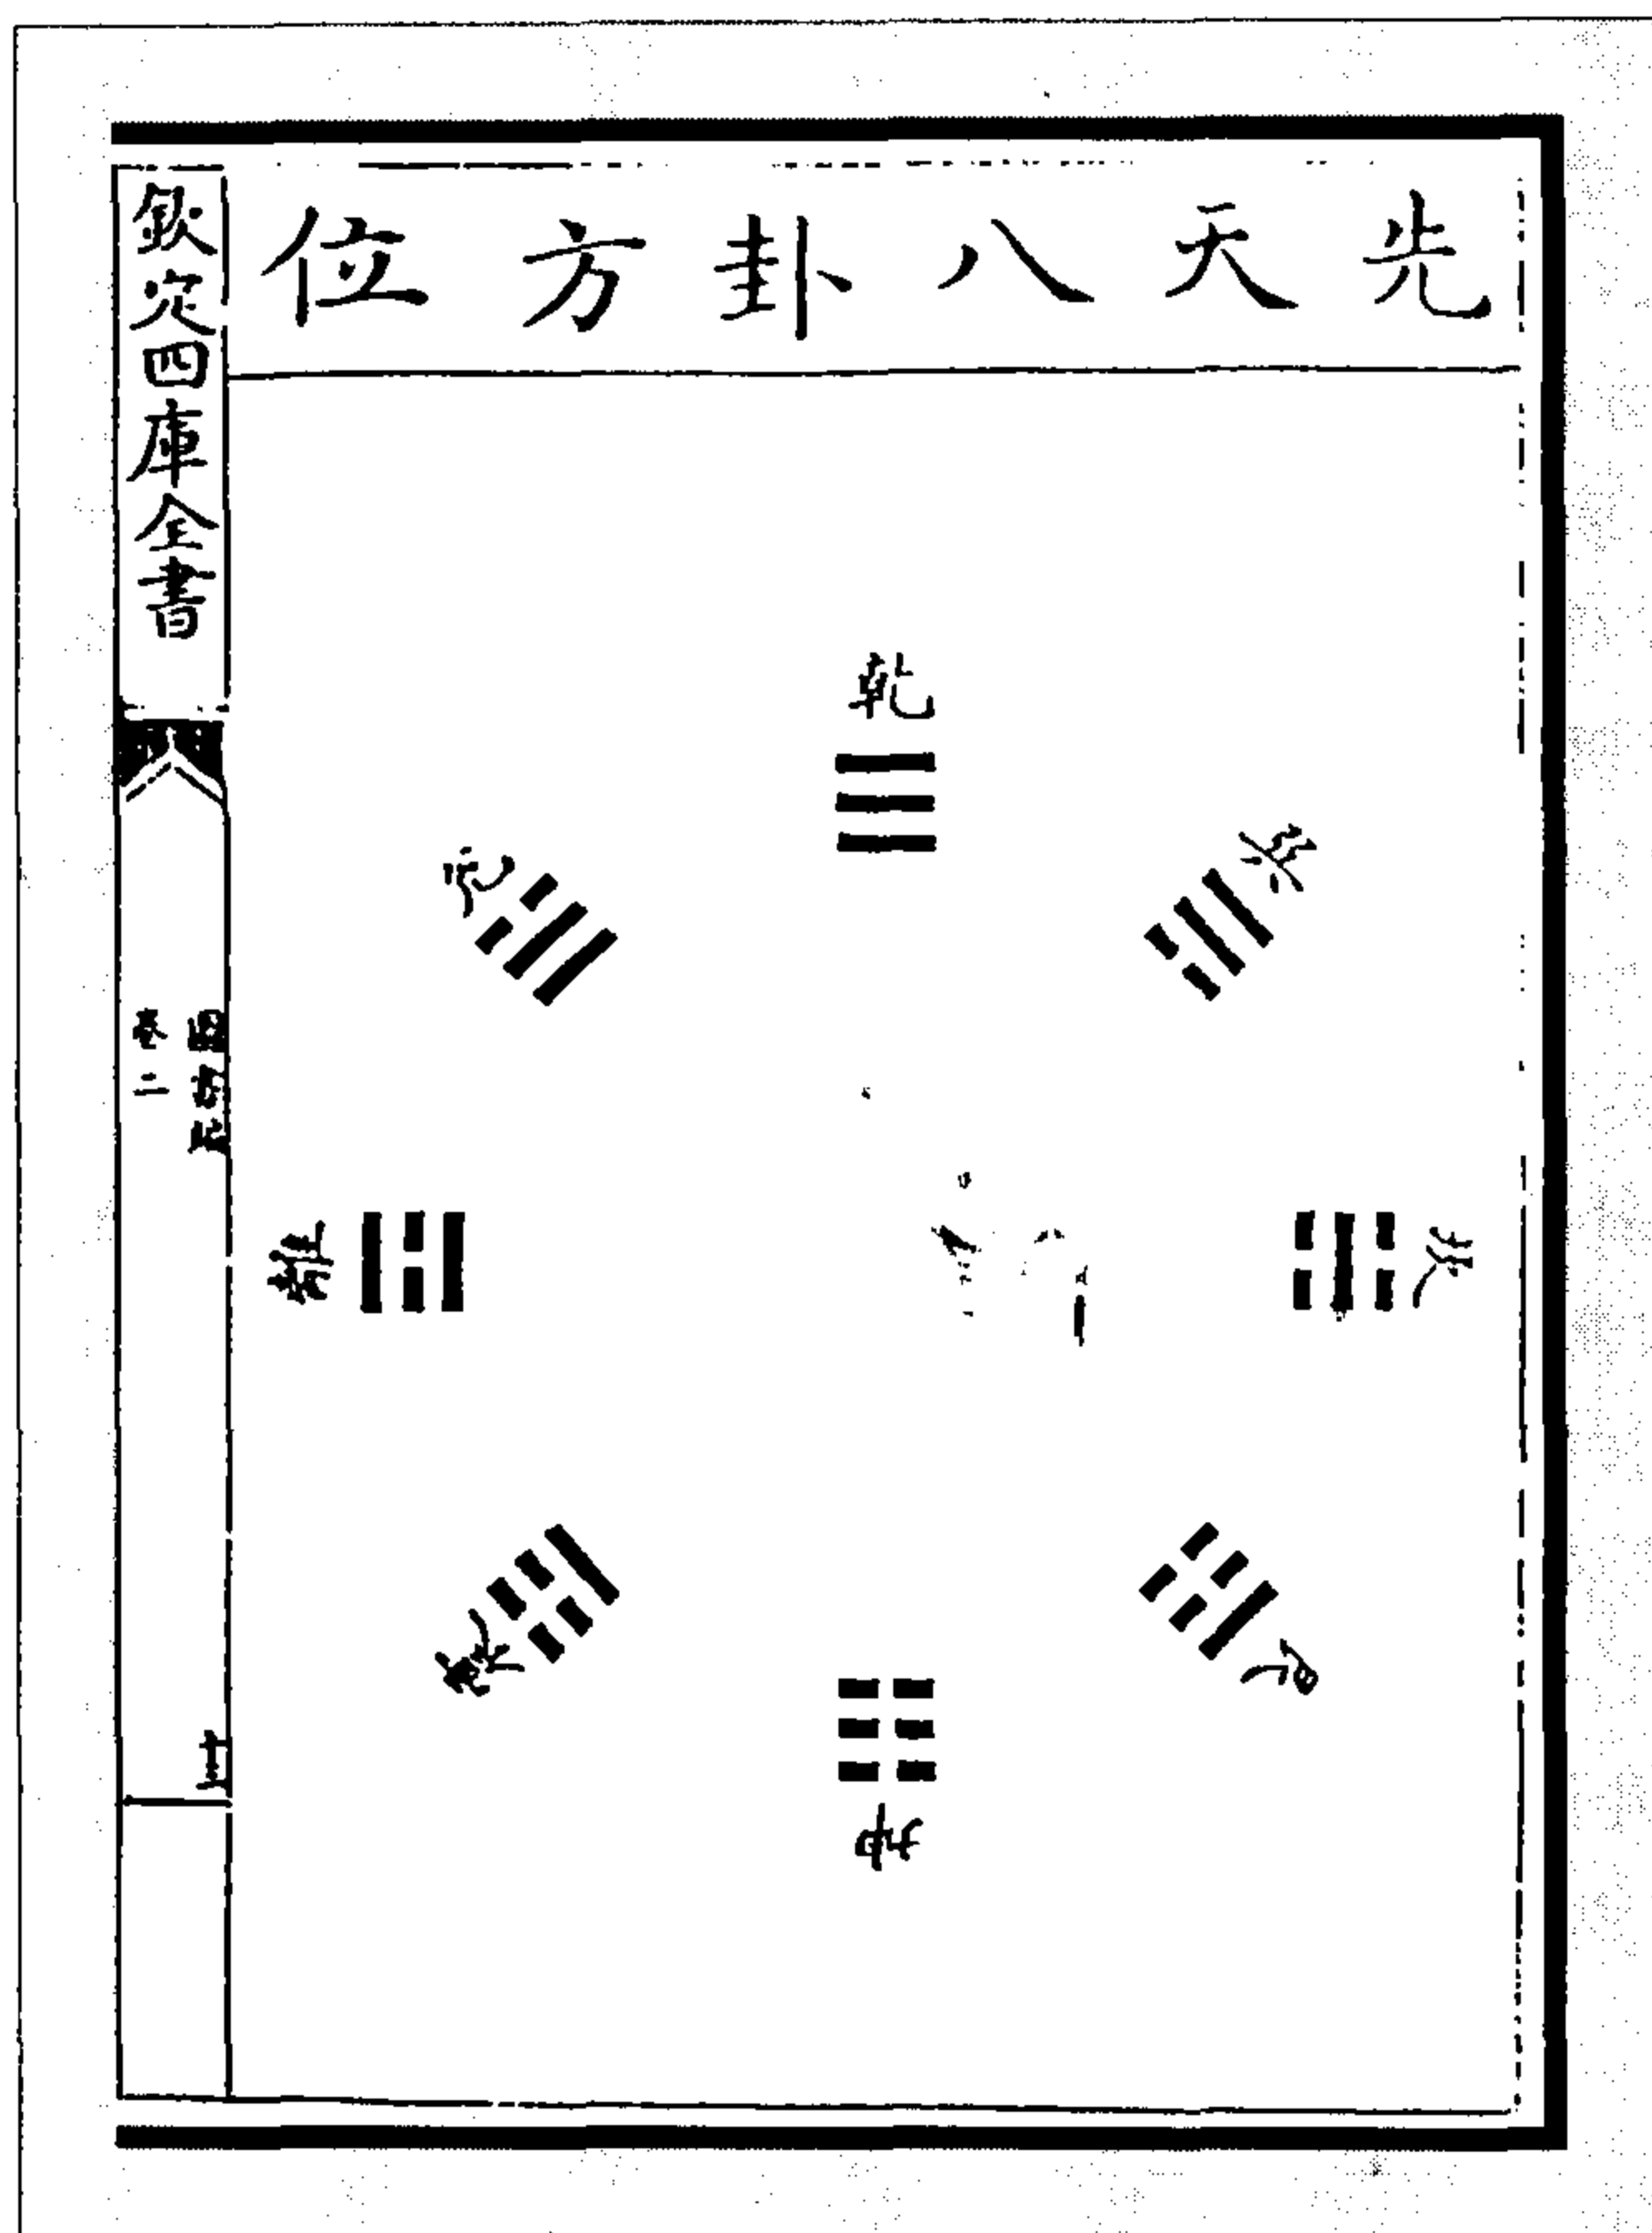 先天八卦方位
乾
兌
巽
離
坎
震
艮
坤
欽定四庫全書
卷二